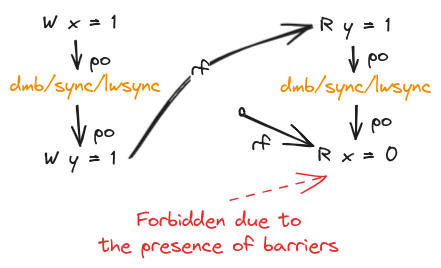 W x = 1
po
dmb/sync/lwsync
po
W y = 1
rf
R y = 1
po
dmb/sync/lwsync
po
rf
R x = 0
Forbidden due to
the presence of barriers